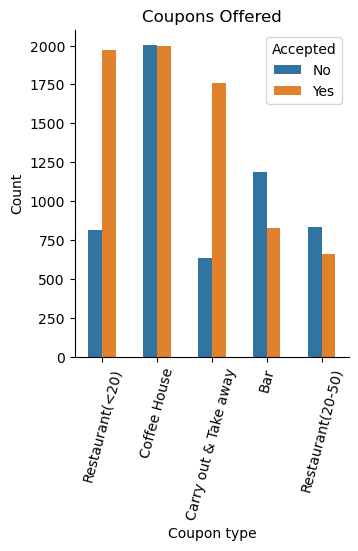 Coupons Offered
Accepted
No
Yes
2000
1750
1500
1250
1000
750
500
250
0
Count
Restaurant(<20)
Coffee House
Carry out & Take away
Bar
Restaurant(20-50)
Coupon type